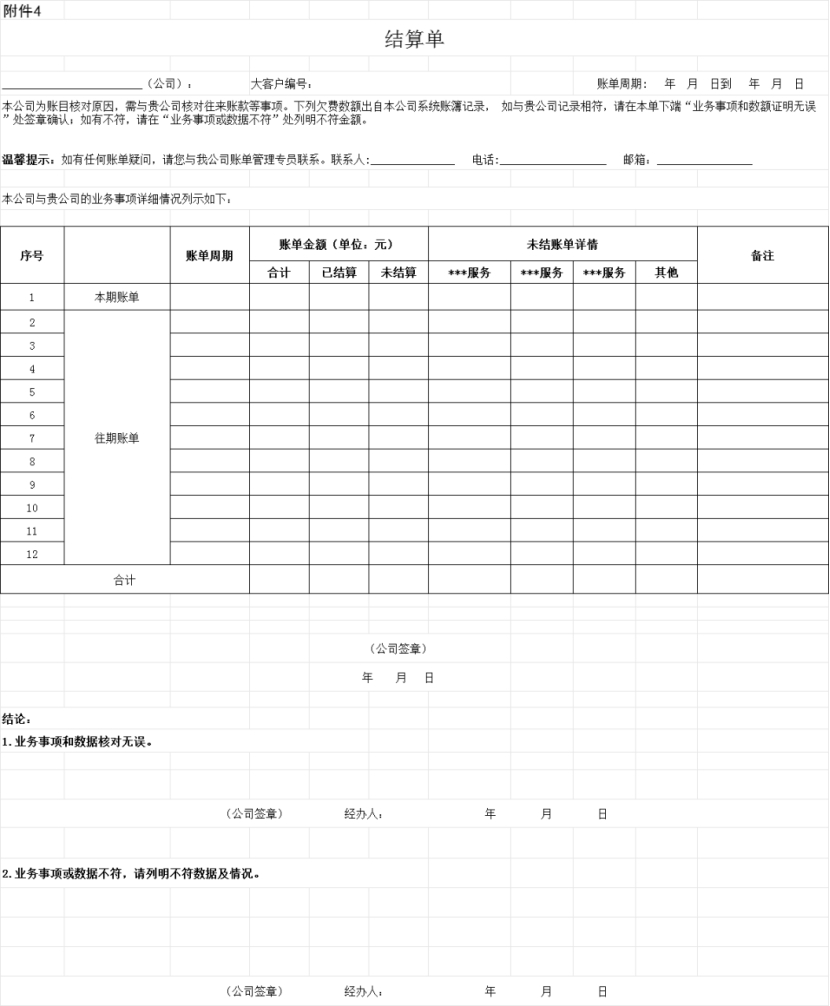 附件4
结算单
（公司）： 大客户编号： 账单周期： 年 月 日到 年 月 日
本公司为账目核对原因，需与贵公司核对往来账款等事项。下列欠费数额出自本公司系统账簿记录， 如与贵公司记录相符，请在本单下端“业务事项和数额证明无误
”处签章确认；如有不符，请在“业务事项或数据不符”处列明不符金额。
温馨提示：如有任何账单疑问，请您与我公司账单管理专员联系。联系人： 电话： 邮箱：
本公司与贵公司的业务事项详细情况列示如下：
序号 账单周期 账单金额（单位：元） 未结账单详情 备注
合计 已结算 未结算 ***服务 ***服务 ***服务 其他
1 本期账单
2
3
4
5
6
7 往期账单
8
9
10
11
12
合计
（公司签章）
年 月 日
结论：
1.业务事项和数据核对无误。
（公司签章） 经办人： 年 月 日
2.业务事项或数据不符，请列明不符数据及情况。
（公司签章） 经办人： 年 月 日